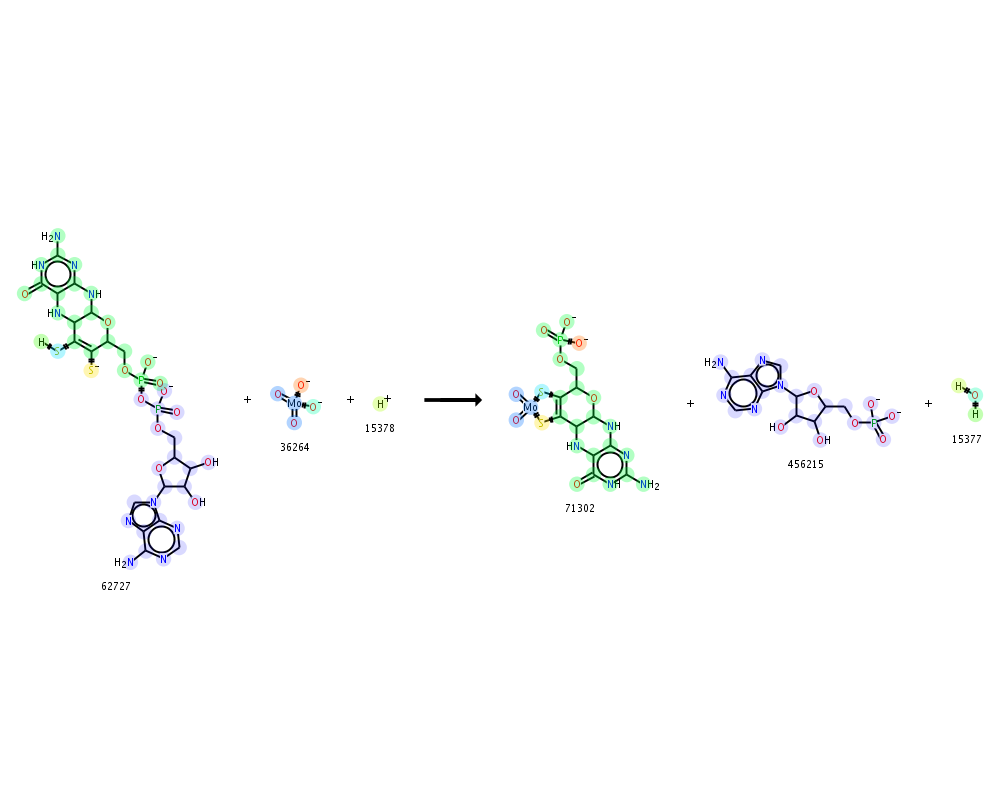 H₂N
HN N
O NH
HN O
H S S⁻
O O⁻
P O
O O⁻
P O
O
O OH
OH
N N
N N
H₂N N
62727
+
O O⁻
Mo O⁻
O
36264
+
H⁺
15378
O⁻
O P O⁻
O
O S O
Mo
O S
HN NH
N
O NH NH₂
71302
+
H₂N N
N N
N
O
HO OH
O⁻
O P O⁻
O
456215
+
H O
H
15377